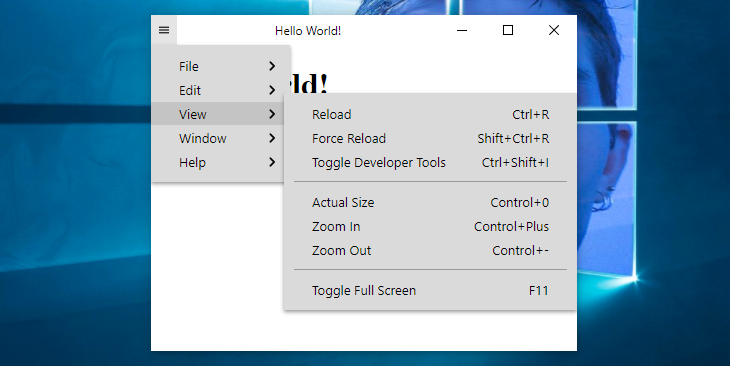 Hello World!
File
Edit
View
Window
Help
Reload Ctrl+R
Force Reload Shift+Ctrl+R
Toggle Developer Tools Ctrl+Shift+I
Actual Size Control+0
Zoom In Control+Plus
Zoom Out Control+-
Toggle Full Screen F11